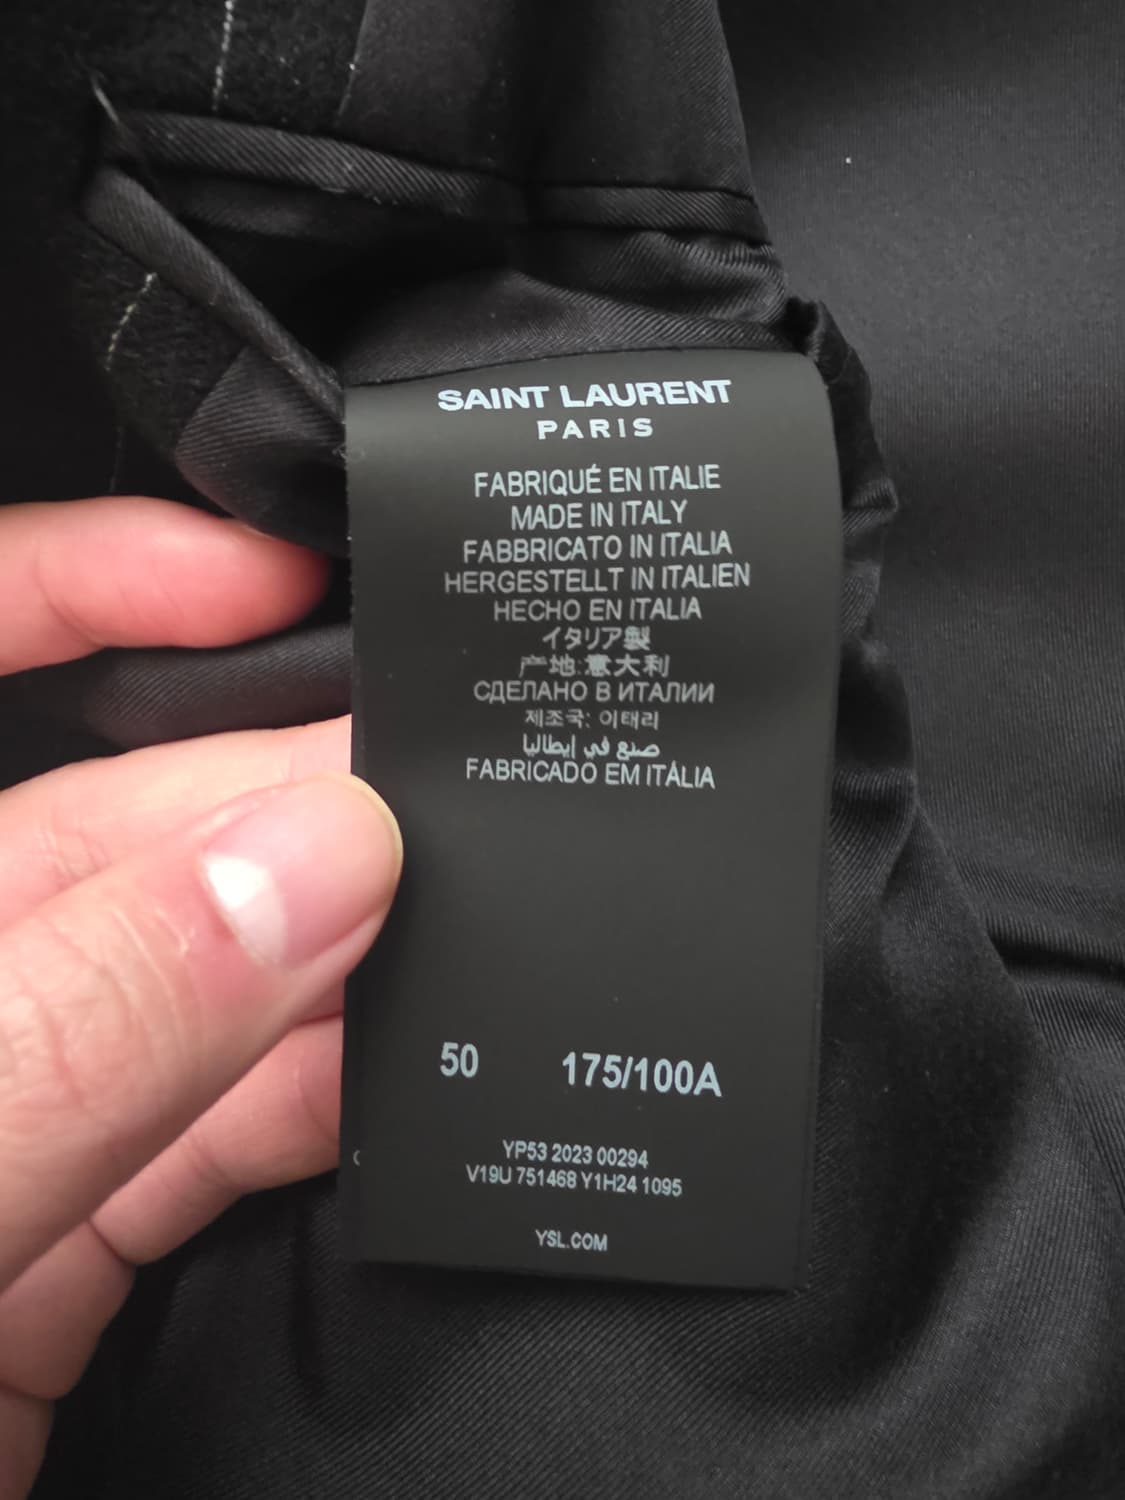 SAINT LAURENT
PARIS
FABRIQUÉ EN ITALIE
MADE IN ITALY
FABBRICATO IN ITALIA
HERGESTELLT IN ITALIEN
HECHO EN ITALIA
イタリア製
产地:意大利
СДЕЛАНО В ИТАЛИИ
제조국: 이태리
صنع في إيطاليا
FABRICADO EM ITÁLIA
50 175/100A
YP53 2023 00294
V19U 751468 Y1H24 1095
YSL.COM